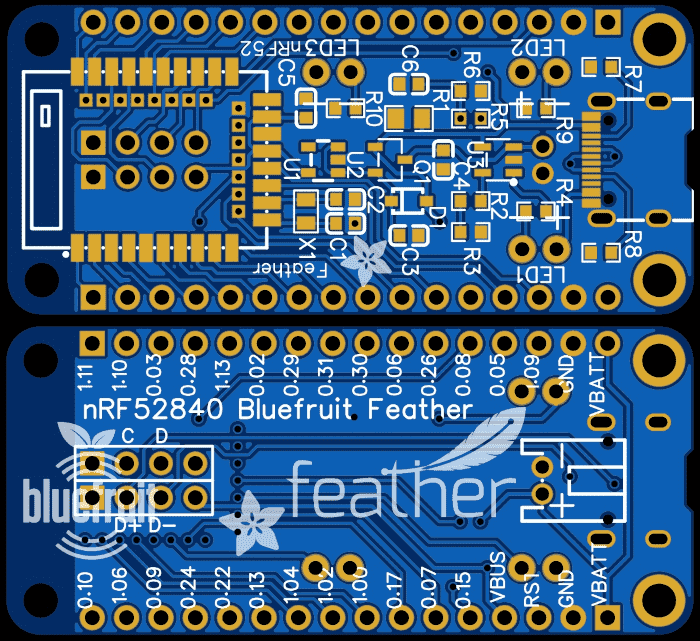 LED3nRF52
C5
C6
R6
LED2
R7
R10
R1
R5
R9
U1
U2
Q1
C4
U3
R4
C2
D1
R2
X1
C1
C3
R3
LED1
R8
Feather
1.11
1.10
0.03
0.28
1.13
0.02
0.29
0.31
0.30
0.06
0.26
0.08
0.05
1.09
GND
VBATT
nRF52840 Bluefruit Feather
C D
bluefruit
feather
D+ D-
- +
0.10
1.06
0.09
0.24
0.22
0.13
1.04
1.02
1.00
0.17
0.07
0.15
VBUS
RST
GND
VBATT